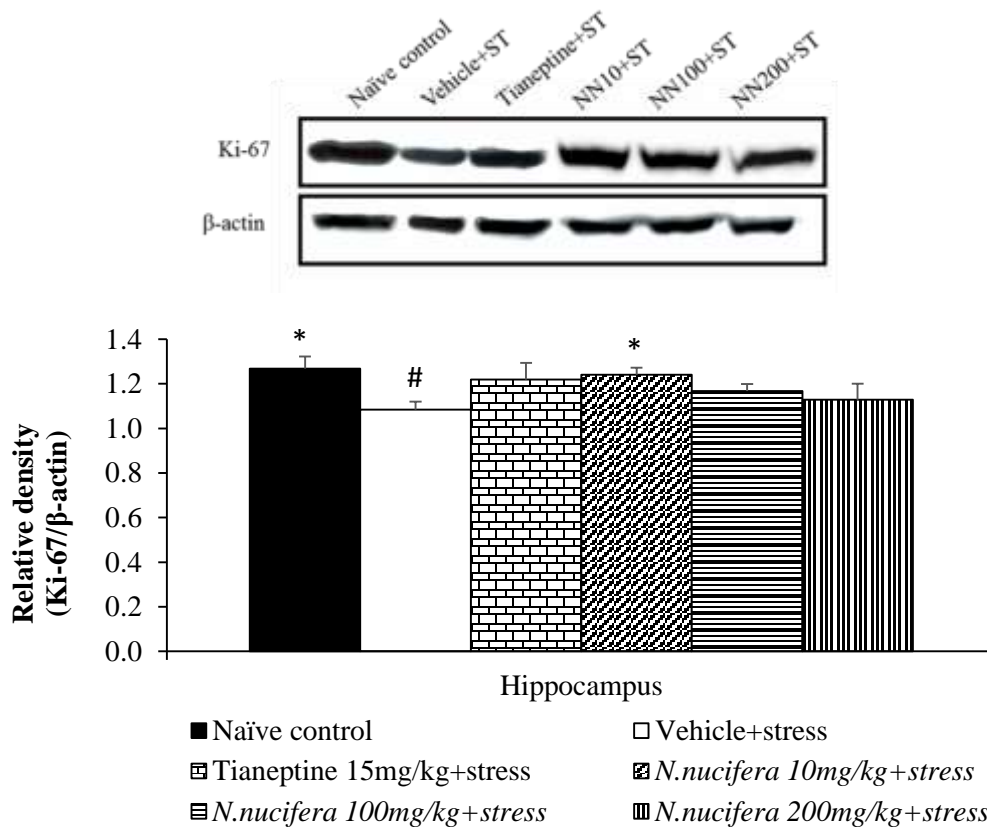 Naïve control
Vehicle+ST
Tianeptine+ST
NN10+ST
NN100+ST
NN200+ST
Ki-67
β-actin
Relative density
(Ki-67/β-actin)
1.4
1.2
1.0
0.8
0.6
0.4
0.2
0.0
*
#
*
Hippocampus
Naïve control
Vehicle+stress
Tianeptine 15mg/kg+stress
N.nucifera 10mg/kg+stress
N.nucifera 100mg/kg+stress
N.nucifera 200mg/kg+stress